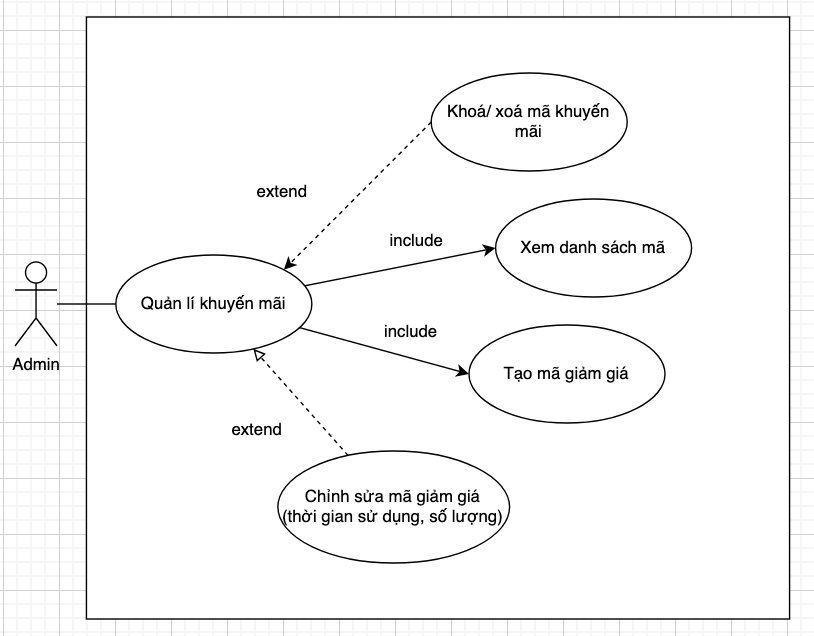 Khoá/ xoá mã khuyến
mãi
extend
include
Xem danh sách mã
Quản lí khuyến mãi
include
Admin
Tạo mã giảm giá
extend
Chỉnh sửa mã giảm giá
(thời gian sử dụng, số lượng)